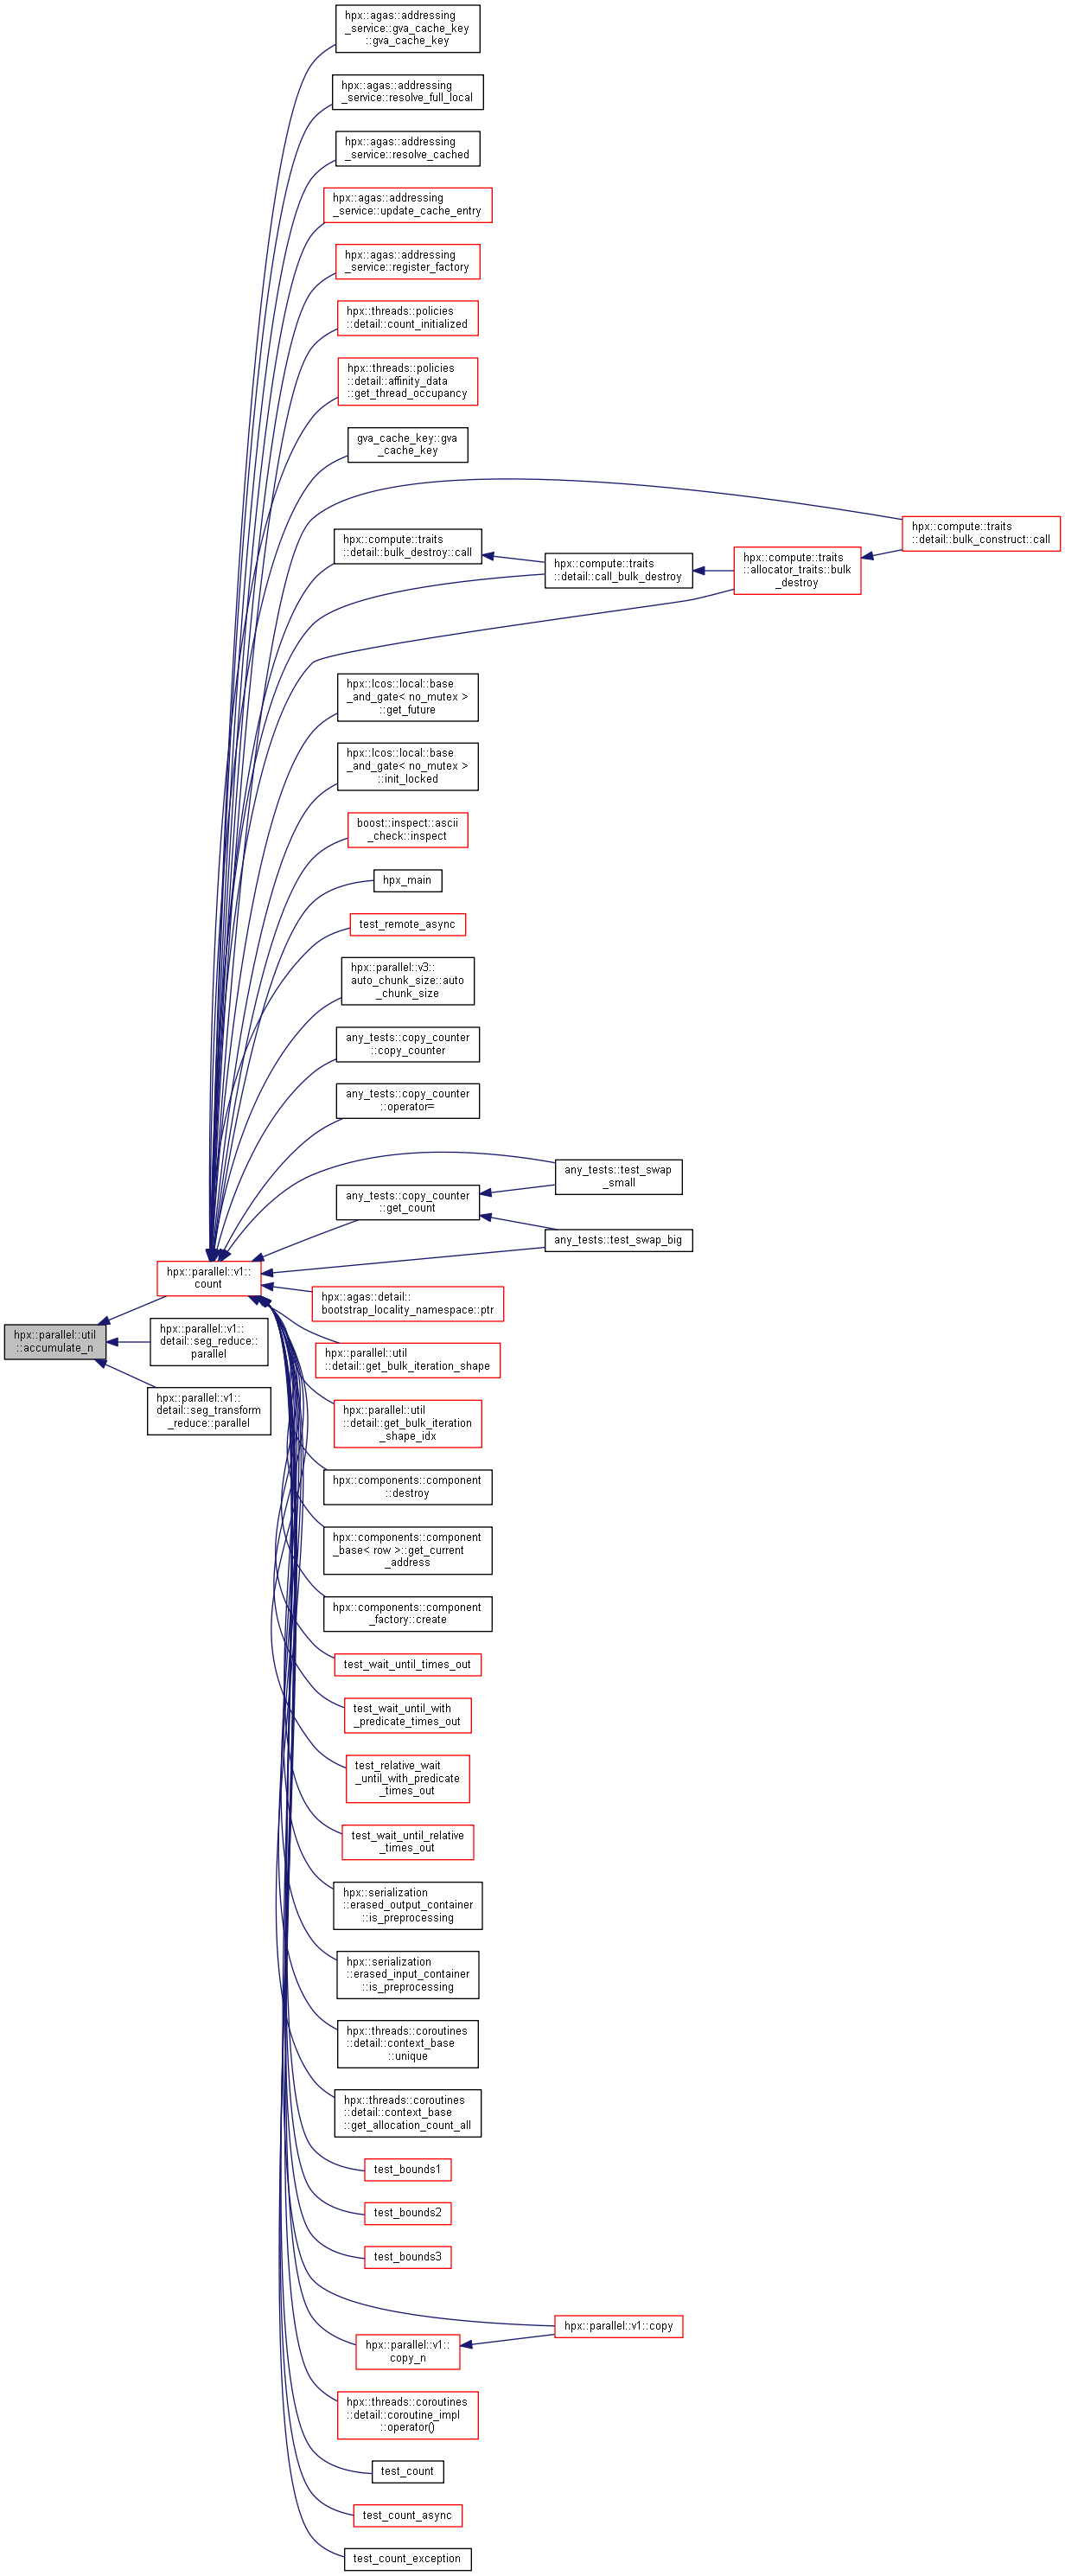 hpx::agas::addressing
_service::gva_cache_key
::gva_cache_key
hpx::agas::addressing
_service::resolve_full_local
hpx::agas::addressing
_service::resolve_cached
hpx::agas::addressing
_service::update_cache_entry
hpx::agas::addressing
_service::register_factory
hpx::threads::policies
::detail::count_initialized
hpx::threads::policies
::detail::affinity_data
::get_thread_occupancy
gva_cache_key::gva
_cache_key
hpx::compute::traits
::detail::bulk_construct::call
hpx::compute::traits
::detail::bulk_destroy::call
hpx::compute::traits
::detail::call_bulk_destroy
hpx::compute::traits
::allocator_traits::bulk
_destroy
hpx::lcos::local::base
_and_gate< no_mutex >
::get_future
hpx::lcos::local::base
_and_gate< no_mutex >
::init_locked
boost::inspect::ascii
_check::inspect
hpx_main
test_remote_async
hpx::parallel::v3::
auto_chunk_size::auto
_chunk_size
any_tests::copy_counter
::copy_counter
any_tests::copy_counter
::operator=
any_tests::test_swap
_small
any_tests::copy_counter
::get_count
any_tests::test_swap_big
hpx::parallel::v1::
count
hpx::agas::detail::
bootstrap_locality_namespace::ptr
hpx::parallel::util
::accumulate_n
hpx::parallel::v1::
detail::seg_reduce::
parallel
hpx::parallel::util
::detail::get_bulk_iteration_shape
hpx::parallel::v1::
detail::seg_transform
_reduce::parallel
hpx::parallel::util
::detail::get_bulk_iteration
_shape_idx
hpx::components::component
::destroy
hpx::components::component
_base< row >::get_current
_address
hpx::components::component
_factory::create
test_wait_until_times_out
test_wait_until_with
_predicate_times_out
test_relative_wait
_until_with_predicate
_times_out
test_wait_until_relative
_times_out
hpx::serialization
::erased_output_container
::is_preprocessing
hpx::serialization
::erased_input_container
::is_preprocessing
hpx::threads::coroutines
::detail::context_base
::unique
hpx::threads::coroutines
::detail::context_base
::get_allocation_count_all
test_bounds1
test_bounds2
test_bounds3
hpx::parallel::v1::copy
hpx::parallel::v1::
copy_n
hpx::threads::coroutines
::detail::coroutine_impl
::operator()
test_count
test_count_async
test_count_exception